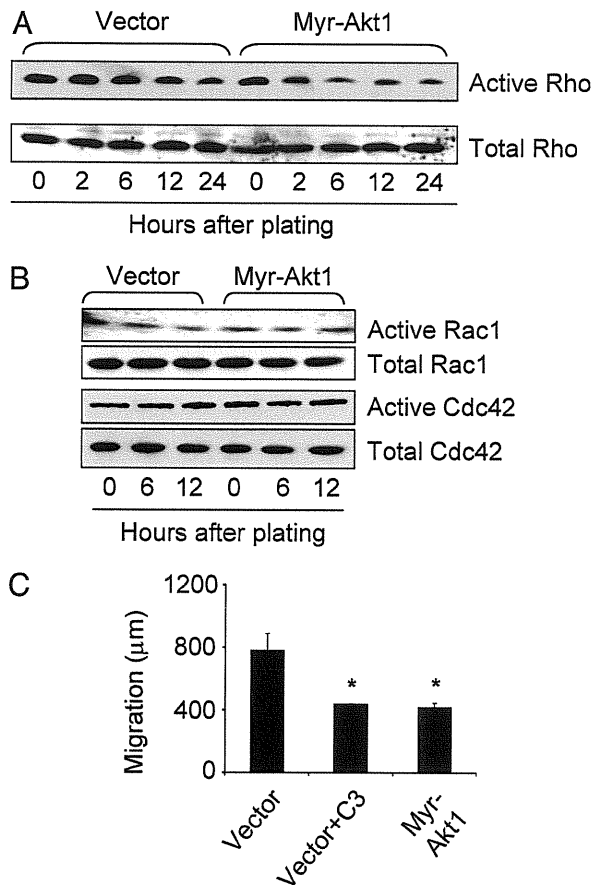 A
Vector Myr-Akt1
Active Rho
Total Rho
0 2 6 12 24 0 2 6 12 24
Hours after plating
B
Vector Myr-Akt1
Active Rac1
Total Rac1
Active Cdc42
Total Cdc42
0 6 12 0 6 12
Hours after plating
C
Migration (μm)
1200
800
400
0
* *
Vector
Vector+C3
Myr-
Akt1